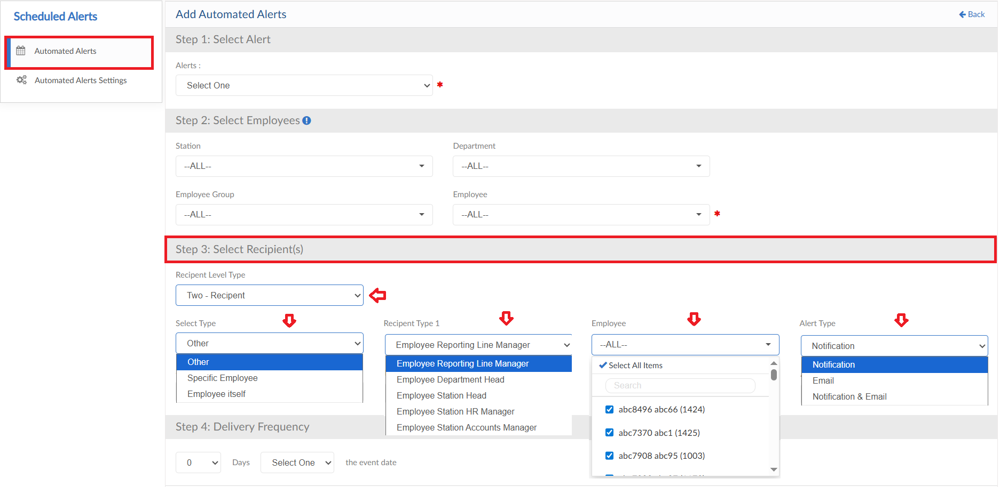 Scheduled Alerts
Automated Alerts
Automated Alerts Settings
Add Automated Alerts
Back
Step 1: Select Alert
Alerts :
Select One
*
Step 2: Select Employees
Station
Department
--ALL--
--ALL--
Employee Group
Employee
--ALL--
--ALL--
*
Step 3: Select Recipient(s)
Recipent Level Type
Two - Recipent
Select Type
Other
Other
Specific Employee
Employee itself
Recipent Type 1
Employee Reporting Line Manager
Employee Reporting Line Manager
Employee Department Head
Employee Station Head
Employee Station HR Manager
Employee Station Accounts Manager
Employee
--ALL--
Select All Items
Search
abc8496 abc66 (1424)
abc7370 abc1 (1425)
abc7908 abc95 (1003)
Alert Type
Notification
Notification
Email
Notification & Email
Step 4: Delivery Frequency
0 Days Select One the event date